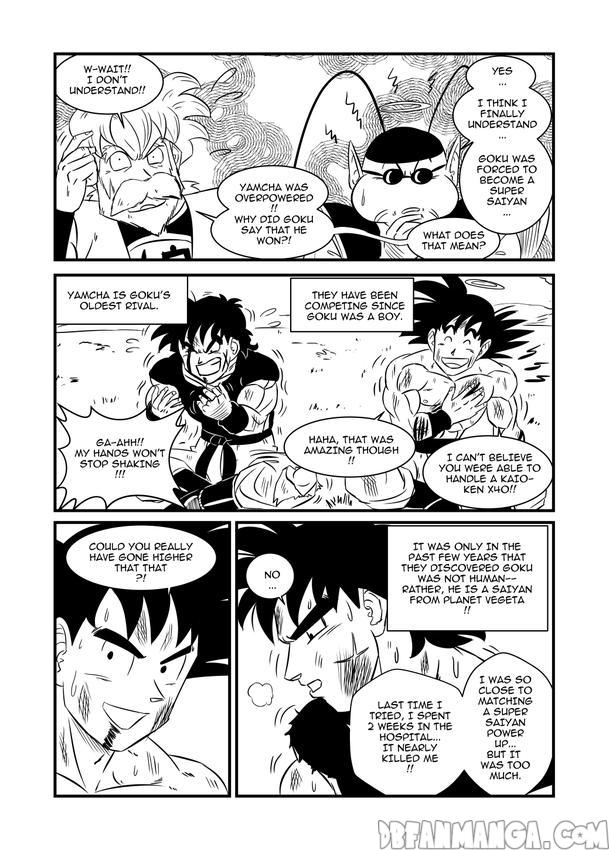 W-WAIT!!
I DON'T
UNDERSTAND!!
YAMCHA WAS
OVERPOWERED
!!
WHY DID GOKU
SAY THAT HE
WON?!
YES
...
I THINK I
FINALLY
UNDERSTAND
...
GOKU WAS
FORCED TO
BECOME A
SUPER
SAIYAN
...
WHAT DOES
THAT MEAN?
YAMCHA IS GOKU'S
OLDEST RIVAL.
THEY HAVE BEEN
COMPETING SINCE
GOKU WAS A BOY.
GA-AHH!!
MY HANDS WON'T
STOP SHAKING
!!!
HAHA, THAT WAS
AMAZING THOUGH
!!
I CAN'T BELIEVE
YOU WERE ABLE TO
HANDLE A KAIO-
KEN X40!!
COULD YOU REALLY
HAVE GONE HIGHER
THAT THAT
?!
NO
...
IT WAS ONLY IN THE
PAST FEW YEARS THAT
THEY DISCOVERED GOKU
WAS NOT HUMAN--
RATHER, HE IS A SAIYAN
FROM PLANET VEGETA
!!
LAST TIME I
TRIED, I SPENT
2 WEEKS IN THE
HOSPITAL...
IT NEARLY
KILLED ME
!!
I WAS SO
CLOSE TO
MATCHING
A SUPER
SAIYAN
POWER
UP...
BUT IT
WAS TOO
MUCH.
DBFANMANGA.COM